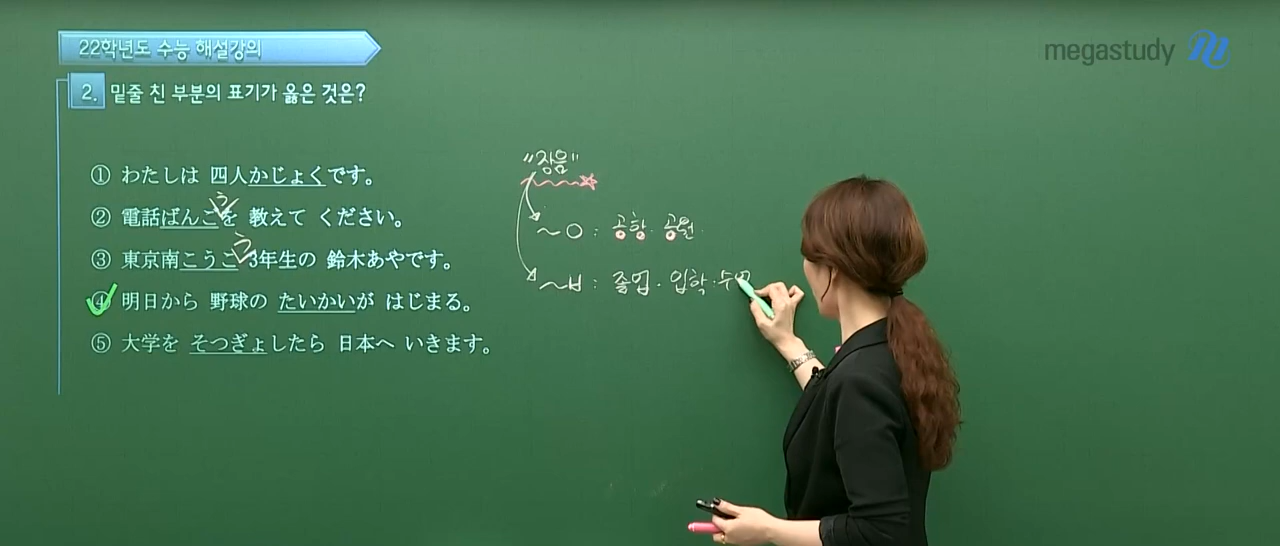 22학년도 수능 해설강의
megastudy
2. 밑줄 친 부분의 표기가 옳은 것은?
① わたしは 四人かじょくです。
② 電話ばんごを 教えて ください。
う
③ 東京南こうこ 3年生の 鈴木あやです。
う
④ 明日から 野球の たいかいが はじまる。
⑤ 大学を そつぎょしたら 日本へ いきます。
"장음"
~ㅇ : 공항. 공원.
~ㅂ : 졸업. 입학. 수